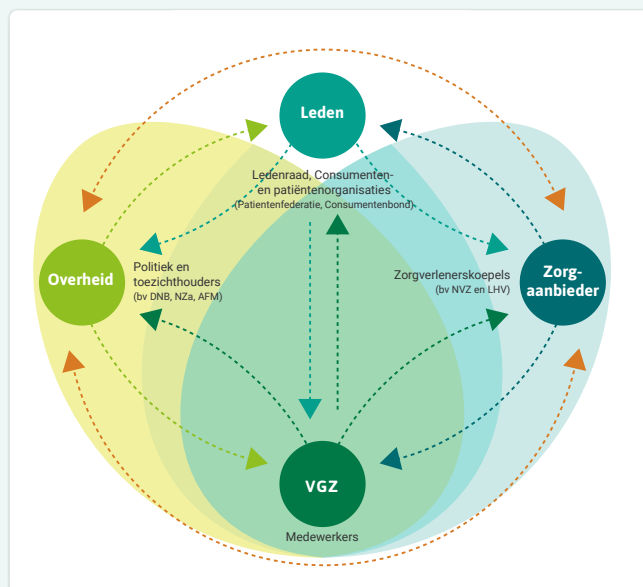 Leden
Ledenraad, Consumenten-
en patiëntenorganisaties
(Patientenfederatie, Consumentenbond)
Overheid
Politiek en
toezichthouders
(bv DNB, NZa, AFM)
Zorgverlenerskoepels
(bv NVZ en LHV)
Zorg-
aanbieder
VGZ
Medewerkers